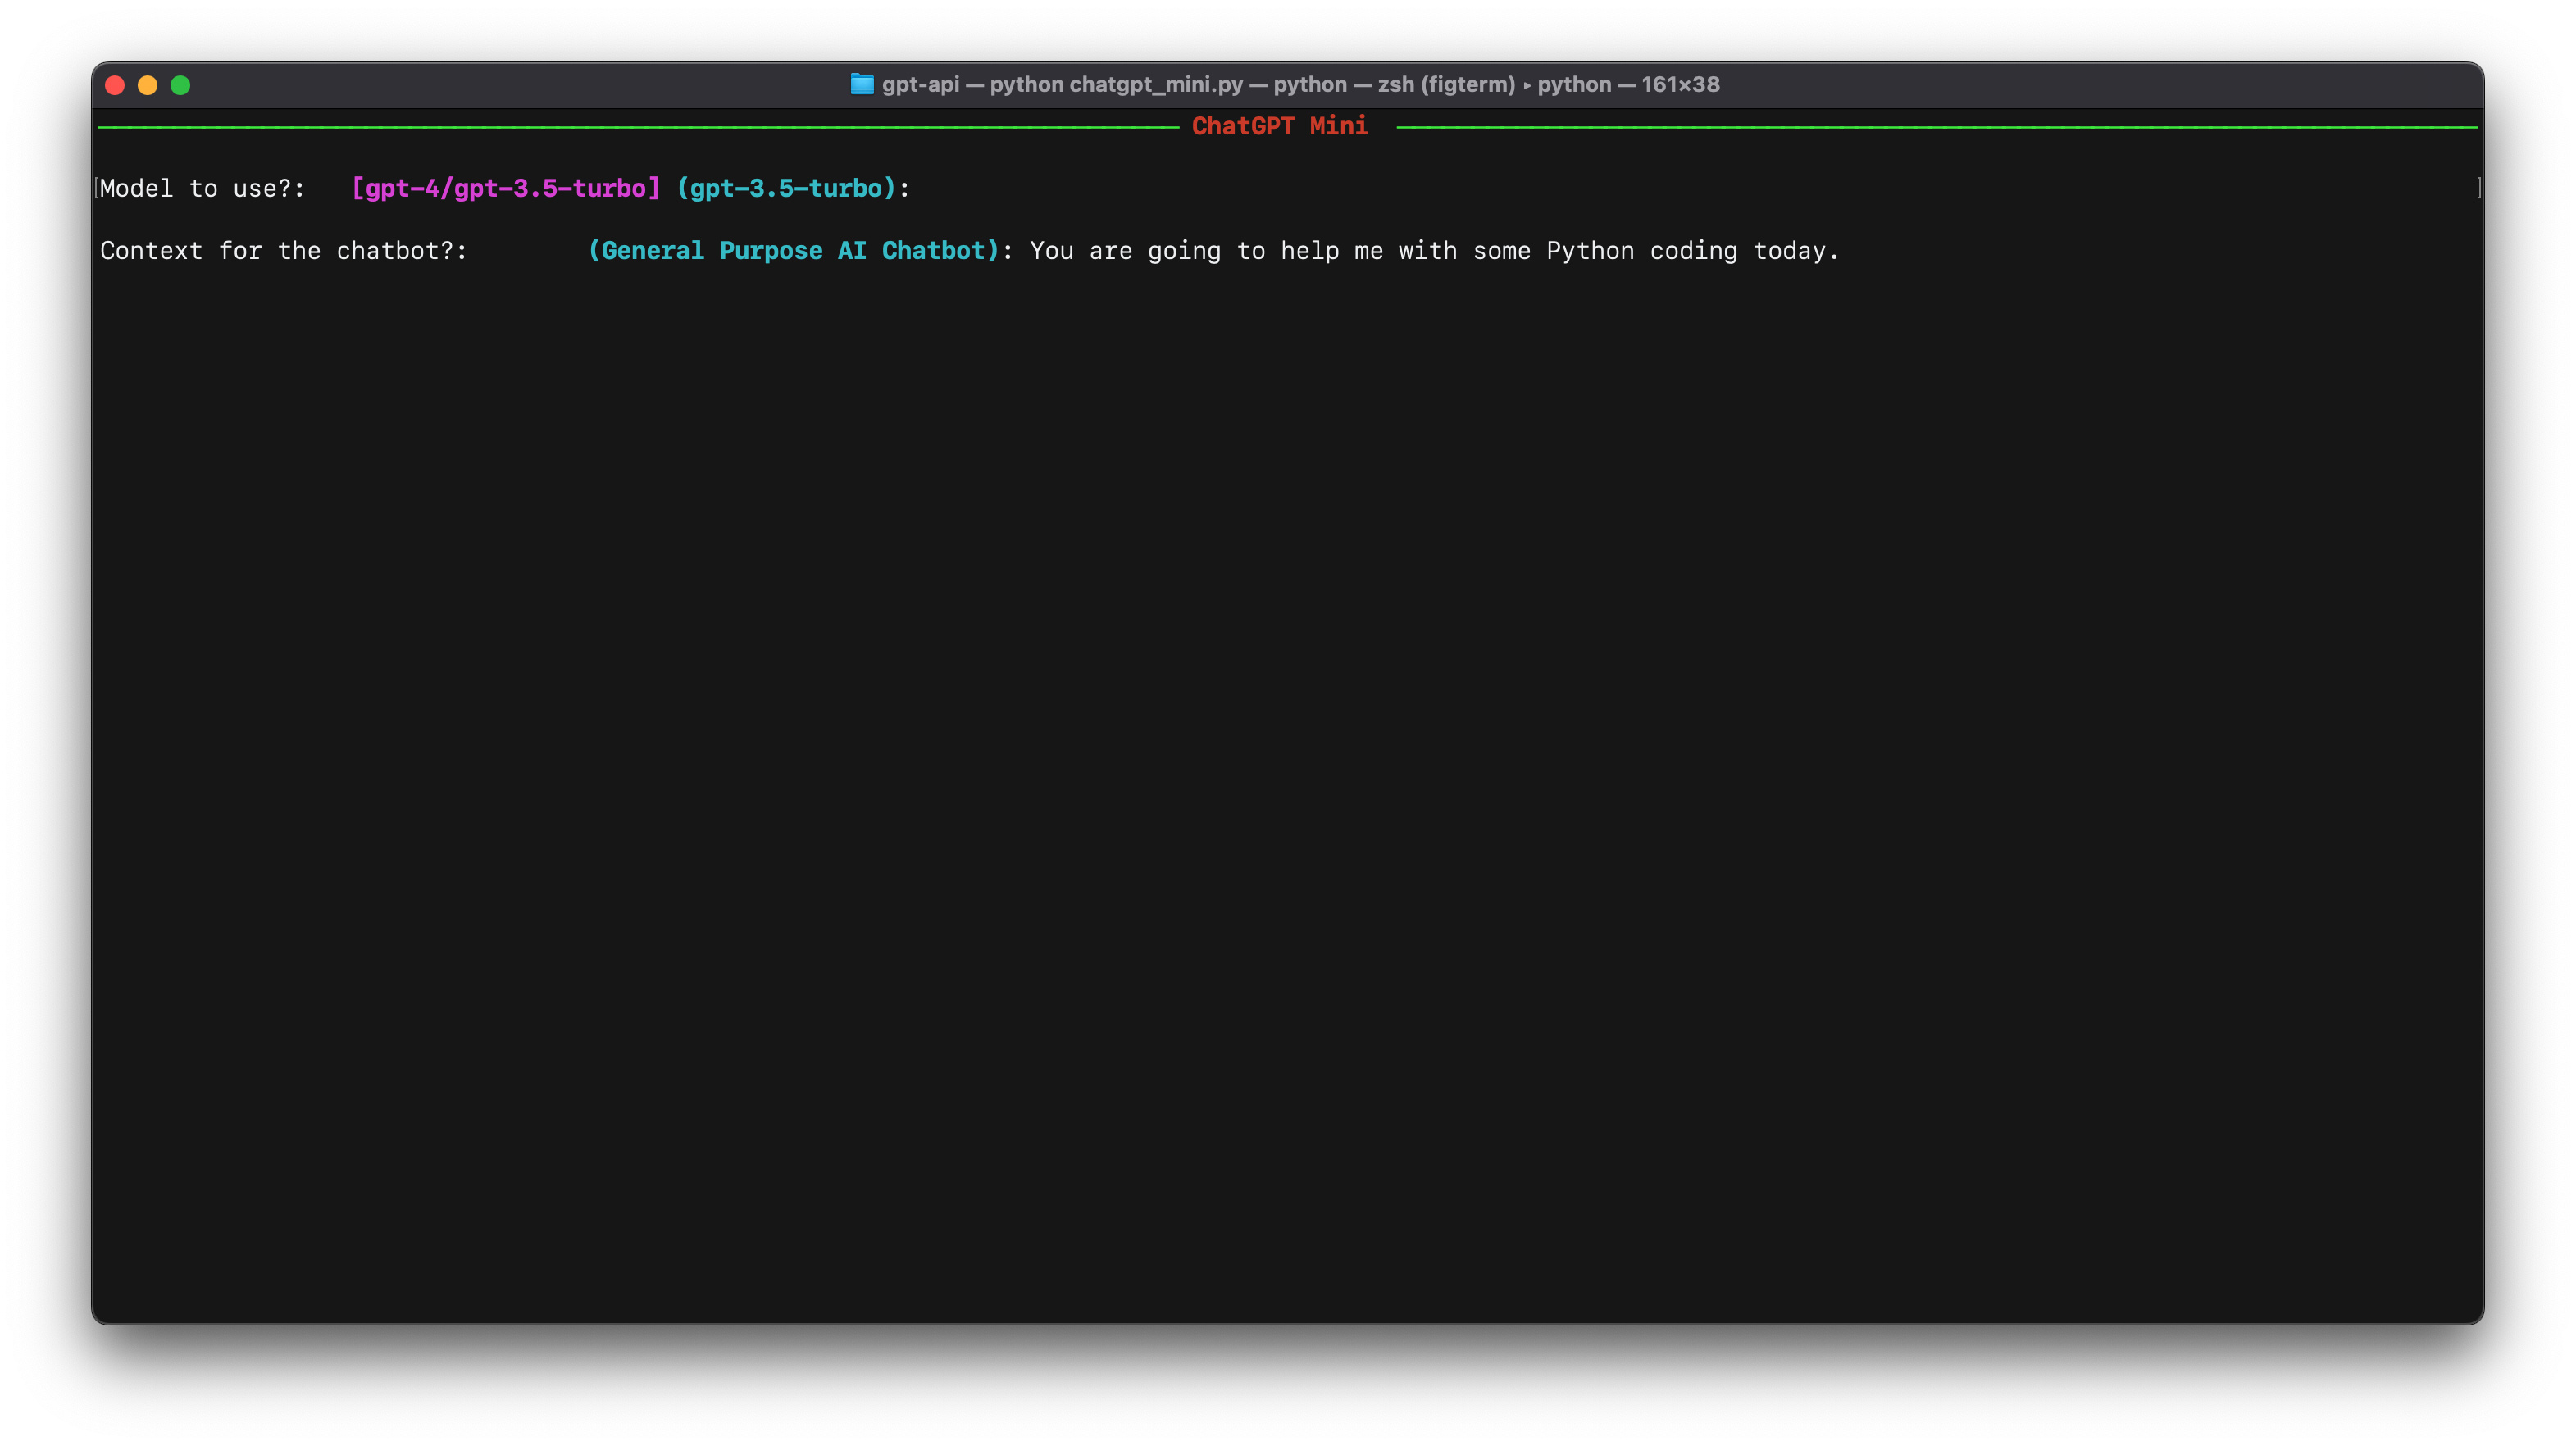 gpt-api — python chatgpt_mini.py — python — zsh (figterm) ▸ python — 161×38
ChatGPT Mini
[Model to use?: [gpt-4/gpt-3.5-turbo] (gpt-3.5-turbo): ]
Context for the chatbot?: (General Purpose AI Chatbot): You are going to help me with some Python coding today.